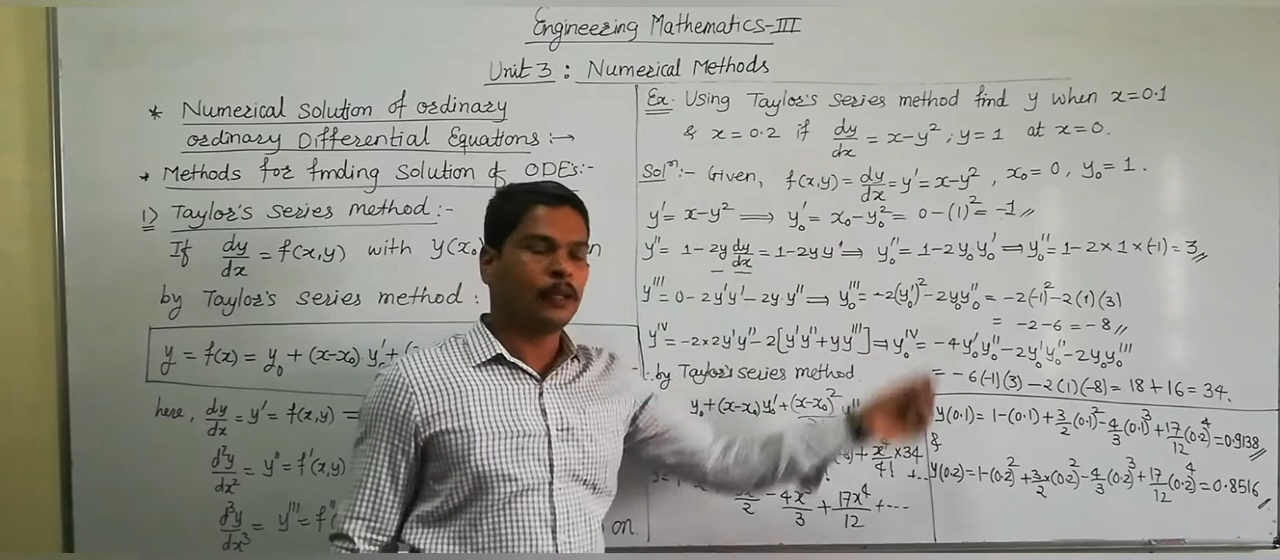 Engineering Mathematics-III
Unit 3 : Numerical Methods
* Numerical Solution of ordinary
ordinary Differential Equations :→
* Methods for finding Solution of ODE's:-
1) Taylor's Series Method :-
If dy/dx = f(x,y) with y(x₀
by Taylor's series method :
y = f(x) = y₀ + (x-x₀) y₀' +
here, dy/dx = y' = f(x,y)
d²y/dx² = y'' = f'(x,y)
d³y/dx³ = y''' = f''
on.
Ex. Using Taylor's series method find y when x=0.1
& x = 0.2 if dy/dx = x-y² ; y=1 at x=0.
Solⁿ :- Given, f(x,y) = dy/dx = y' = x-y² , x₀=0, y₀=1.
y' = x-y² ⟹ y₀' = x₀-y₀² = 0-(1)² = -1 //
y'' = 1-2y dy/dx = 1-2yy' ⟹ y₀'' = 1-2y₀y₀' ⟹ y₀'' = 1-2×1×(-1) = 3 //
y''' = 0-2y'y'-2y·y'' ⟹ y₀''' = -2(y₀')²-2y₀y₀'' = -2(-1)²-2(1)(3)
= -2-6 = -8 //
y^IV = -2×2y'y''-2[y'y''+yy'''] ⟹ y₀^IV = -4y₀'y₀''-2y₀'y₀''-2y₀y₀'''
= -6(-1)(3)-2(1)(-8) = 18+16 = 34.
∴ by Taylor's series method
y₀+(x-x₀)y₀'+(x-x₀)²
+ x⁴/4! ×34
+...
- 4x³/3 + 17x⁴/12 +----
y(0.1) = 1-(0.1)+3/2(0.1)²-4/3(0.1)³+17/12(0.2)⁴ = 0.9138 //
&
y(0.2) = 1-(0.2)²+3×/2(0.2)²-4/3(0.2)³+17/12(0.2)⁴ = 0.8516 //